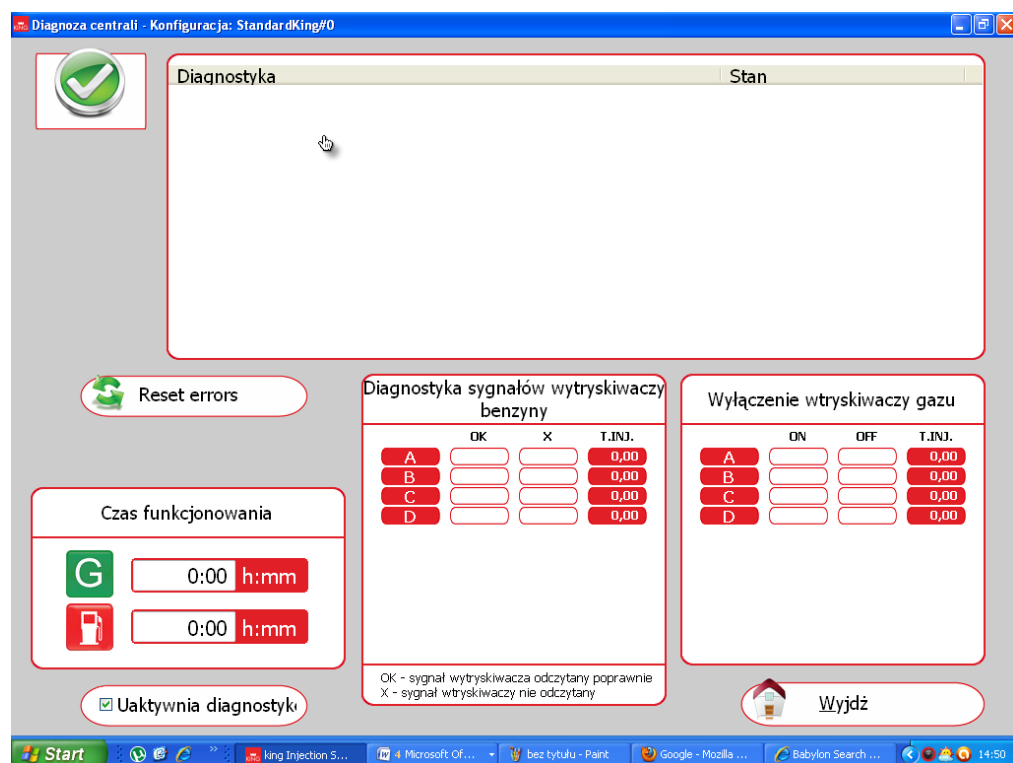 KING Diagnoza centrali - Konfiguracja: StandardKing#0
Diagnostyka Stan
Reset errors
Diagnostyka sygnałów wytryskiwaczy
benzyny
OK X T.INJ.
A 0,00
B 0,00
C 0,00
D 0,00
OK - sygnał wytryskiwacza odczytany poprawnie
X - sygnał wtryskiwaczy nie odczytany
Wyłączenie wtryskiwaczy gazu
ON OFF T.INJ.
A 0,00
B 0,00
C 0,00
D 0,00
Czas funkcjonowania
G 0:00 h:mm
0:00 h:mm
Uaktywnia diagnostykę
Wyjdź
Start king Injection S... 4 Microsoft Of... bez tytułu - Paint Google - Mozilla ... Babylon Search ... 14:50